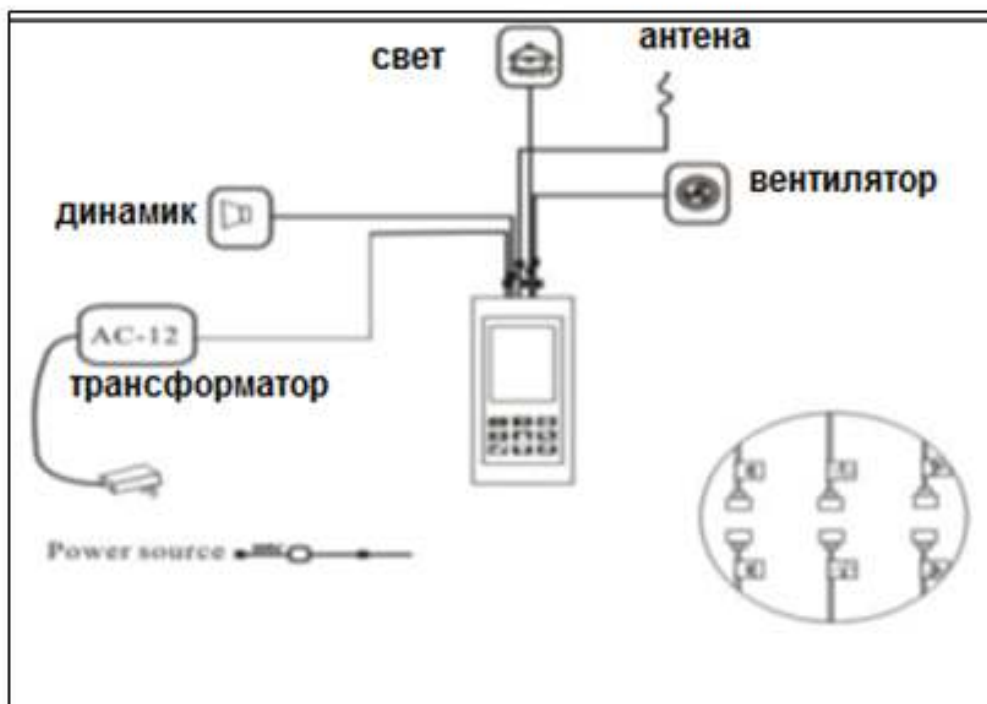 свет
антена
вентилятор
динамик
AC-12
трансформатор
Power source